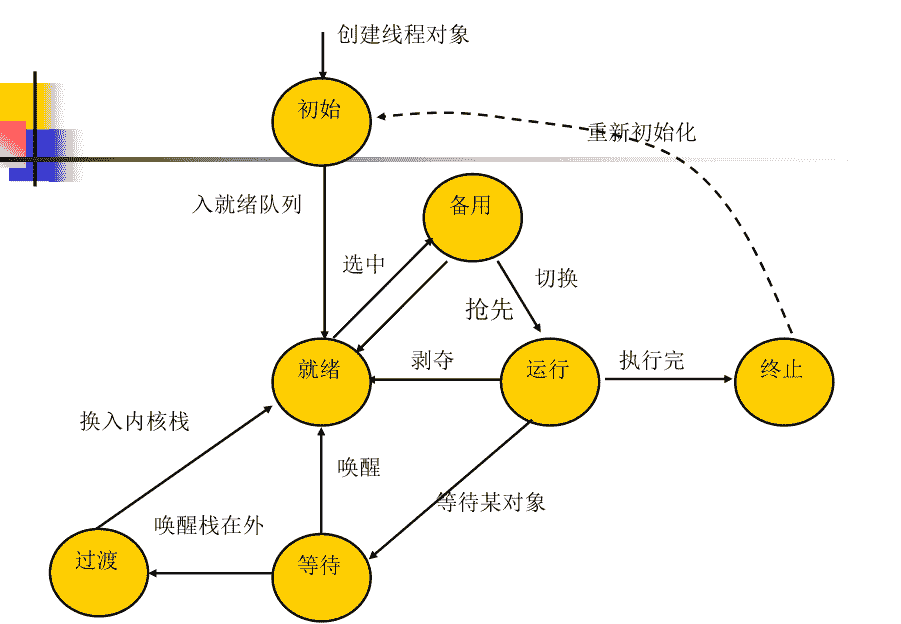 创建线程对象
初始
重新初始化
入就绪队列
备用
选中
切换
抢先
就绪
剥夺
运行
执行完
终止
换入内核栈
唤醒
等待某对象
唤醒栈在外
过渡
等待